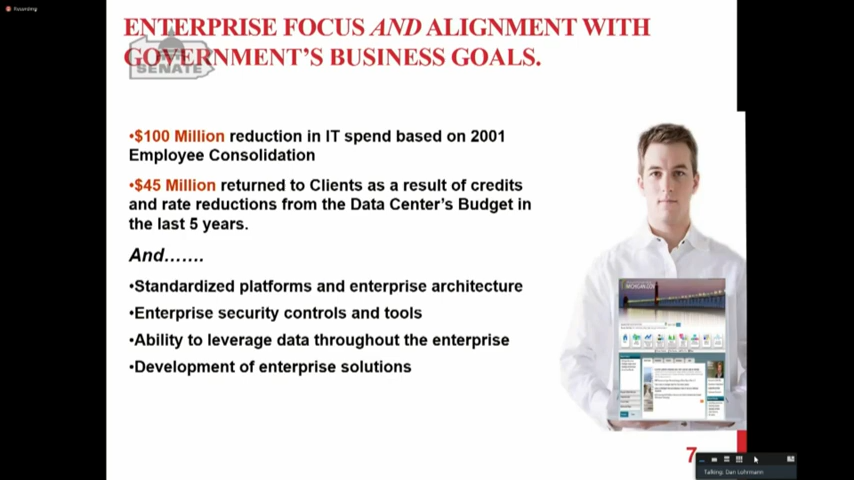 Recording
ENTERPRISE FOCUS AND ALIGNMENT WITH
GOVERNMENT'S BUSINESS GOALS.
SENATE
•$100 Million reduction in IT spend based on 2001
Employee Consolidation
•$45 Million returned to Clients as a result of credits
and rate reductions from the Data Center's Budget in
the last 5 years.
And…….
•Standardized platforms and enterprise architecture
•Enterprise security controls and tools
•Ability to leverage data throughout the enterprise
•Development of enterprise solutions
MICHIGAN.GOV
7
Talking: Dan Lohrmann